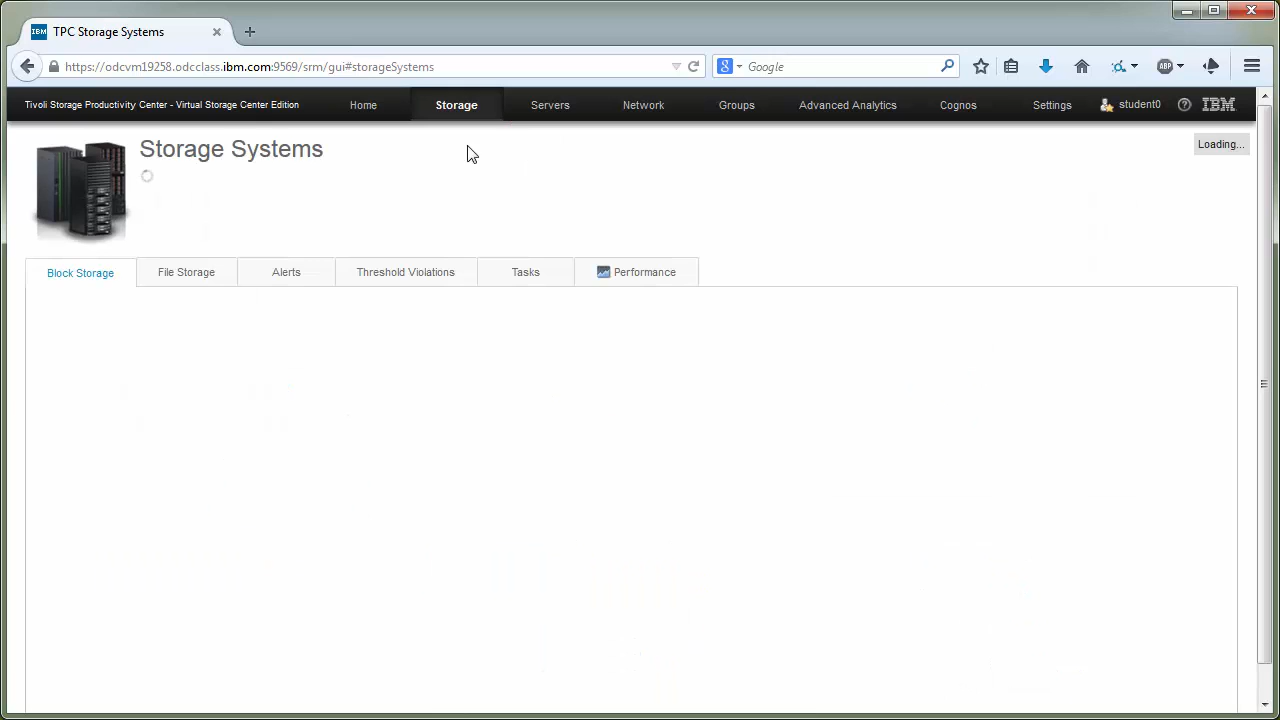 TPC Storage Systems
https://odcvm19258.odcclass.ibm.com:9569/srm/gui#storageSystems
Google
ABP
Tivoli Storage Productivity Center - Virtual Storage Center Edition Home Storage Servers Network Groups Advanced Analytics Cognos Settings student0 IBM
Storage Systems
Loading...
Block Storage File Storage Alerts Threshold Violations Tasks Performance